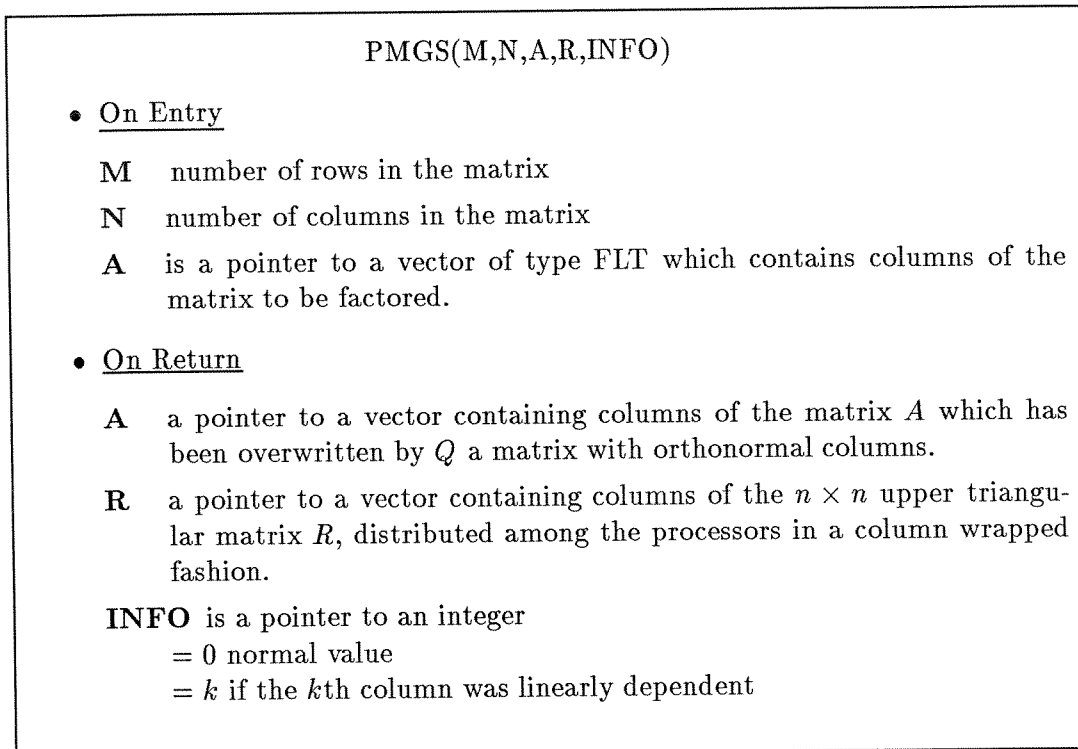 PMGS(M,N,A,R,INFO)
• On Entry
M number of rows in the matrix
N number of columns in the matrix
A is a pointer to a vector of type FLT which contains columns of the
matrix to be factored.
• On Return
A a pointer to a vector containing columns of the matrix A which has
been overwritten by Q a matrix with orthonormal columns.
R a pointer to a vector containing columns of the n × n upper triangu-
lar matrix R, distributed among the processors in a column wrapped
fashion.
INFO is a pointer to an integer
= 0 normal value
= k if the kth column was linearly dependent